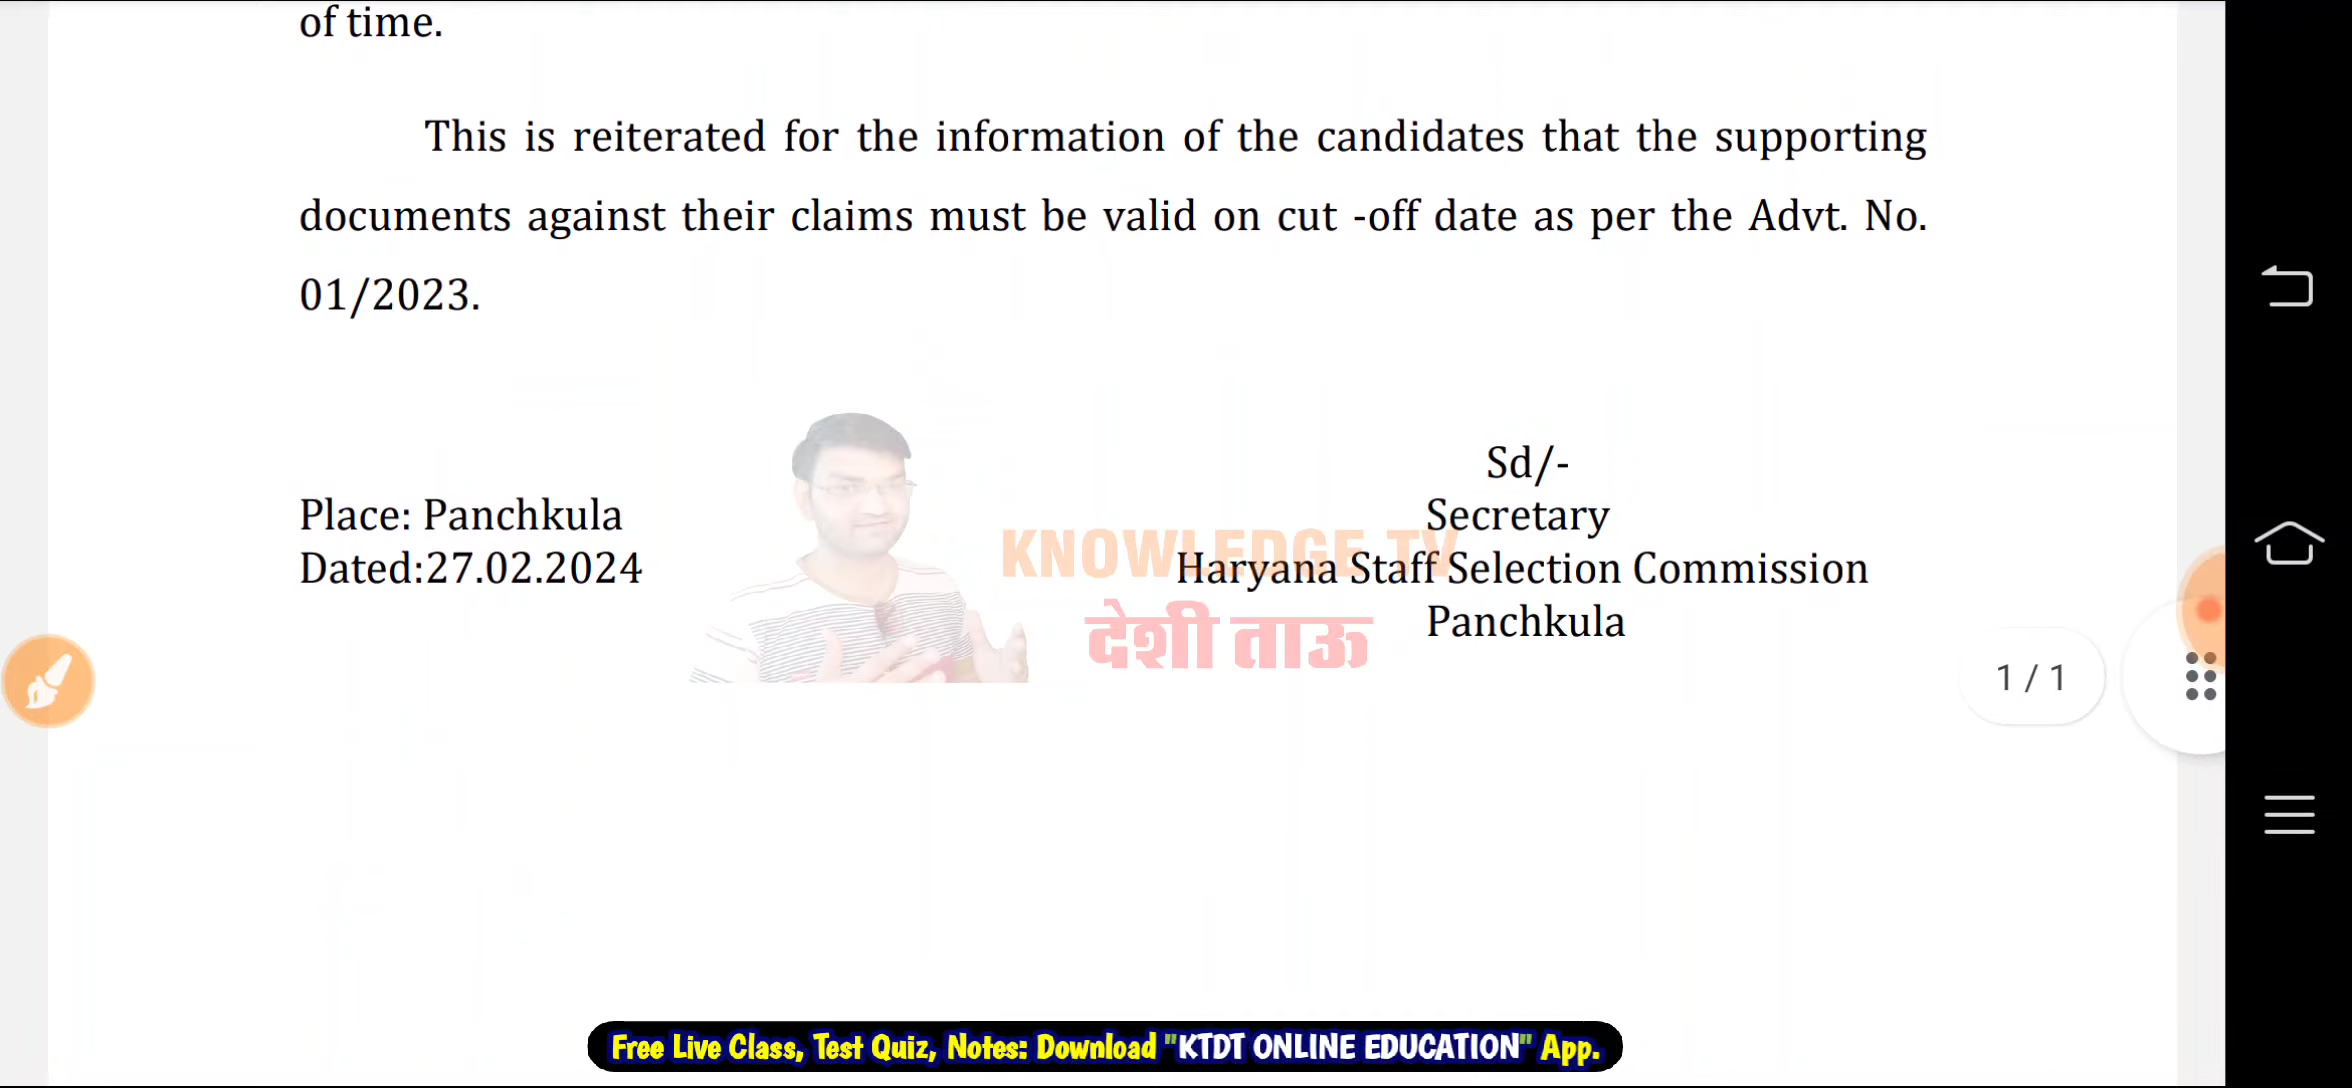 of time.
This is reiterated for the information of the candidates that the supporting
documents against their claims must be valid on cut -off date as per the Advt. No.
01/2023.
Sd/-
Place: Panchkula
Secretary
Dated:27.02.2024
Haryana Staff Selection Commission
Panchkula
KNOWLEDGE TV
देशी ताऊ
1 / 1
Free Live Class, Test Quiz, Notes: Download "KTDT ONLINE EDUCATION" App.